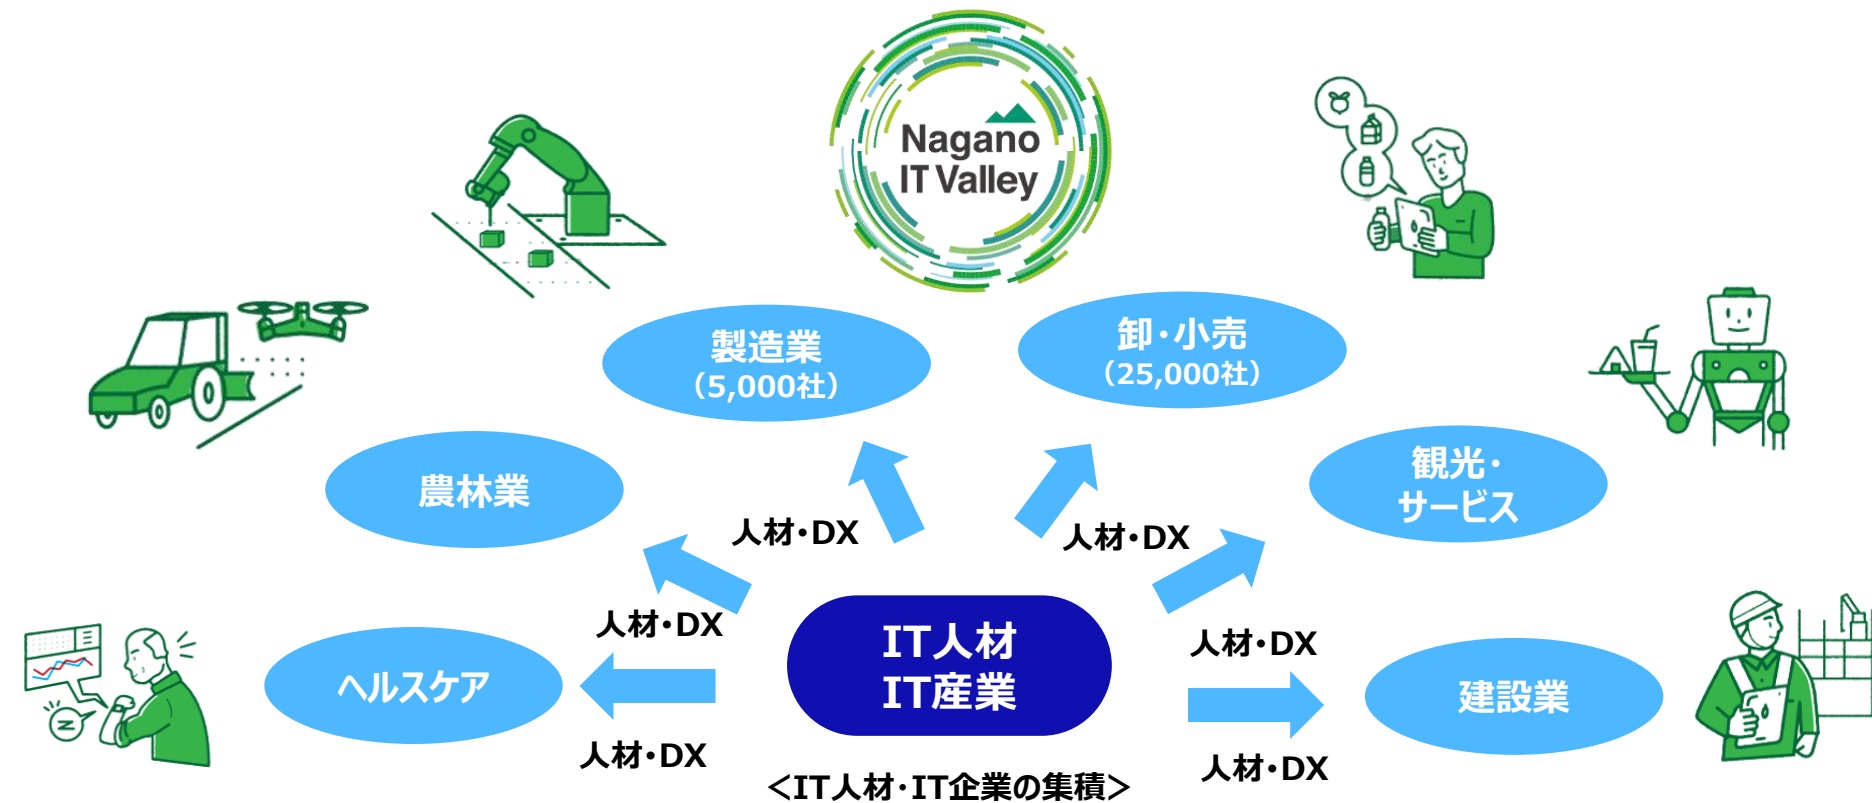 Nagano
IT Valley
製造業
（5,000社）
卸・小売
（25,000社）
農林業
観光・
サービス
人材・DX
人材・DX
人材・DX
人材・DX
ヘルスケア
IT人材
IT産業
建設業
人材・DX
人材・DX
＜IT人材・IT企業の集積＞